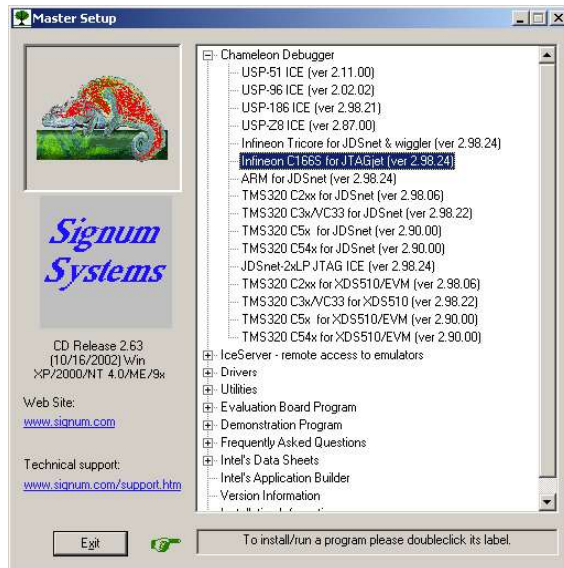 Master Setup
Signum
Systems
CD Release 2.63
(10/16/2002) Win
XP/2000/NT 4.0/ME/9x
Web Site:
www.signum.com
Technical support:
www.signum.com/support.htm
Exit
Chameleon Debugger
USP-51 ICE (ver 2.11.00)
USP-96 ICE (ver 2.02.02)
USP-186 ICE (ver 2.98.21)
USP-Z8 ICE (ver 2.87.00)
Infineon Tricore for JDSnet & wiggler (ver 2.98.24)
Infineon C166S for JTAGjet (ver 2.98.24)
ARM for JDSnet (ver 2.98.24)
TMS320 C2xx for JDSnet (ver 2.98.06)
TMS320 C3x/VC33 for JDSnet (ver 2.98.22)
TMS320 C5x for JDSnet (ver 2.90.00)
TMS320 C54x for JDSnet (ver 2.90.00)
JDSnet-2xLP JTAG ICE (ver 2.98.24)
TMS320 C2xx for XDS510/EVM (ver 2.98.06)
TMS320 C3x/VC33 for XDS510 (ver 2.98.22)
TMS320 C5x for XDS510/EVM (ver 2.90.00)
TMS320 C54x for XDS510/EVM (ver 2.90.00)
IceServer - remote access to emulators
Drivers
Utilities
Evaluation Board Program
Demonstration Program
Frequently Asked Questions
Intel's Data Sheets
Intel's Application Builder
Version Information
To install/run a program please doubleclick its label.